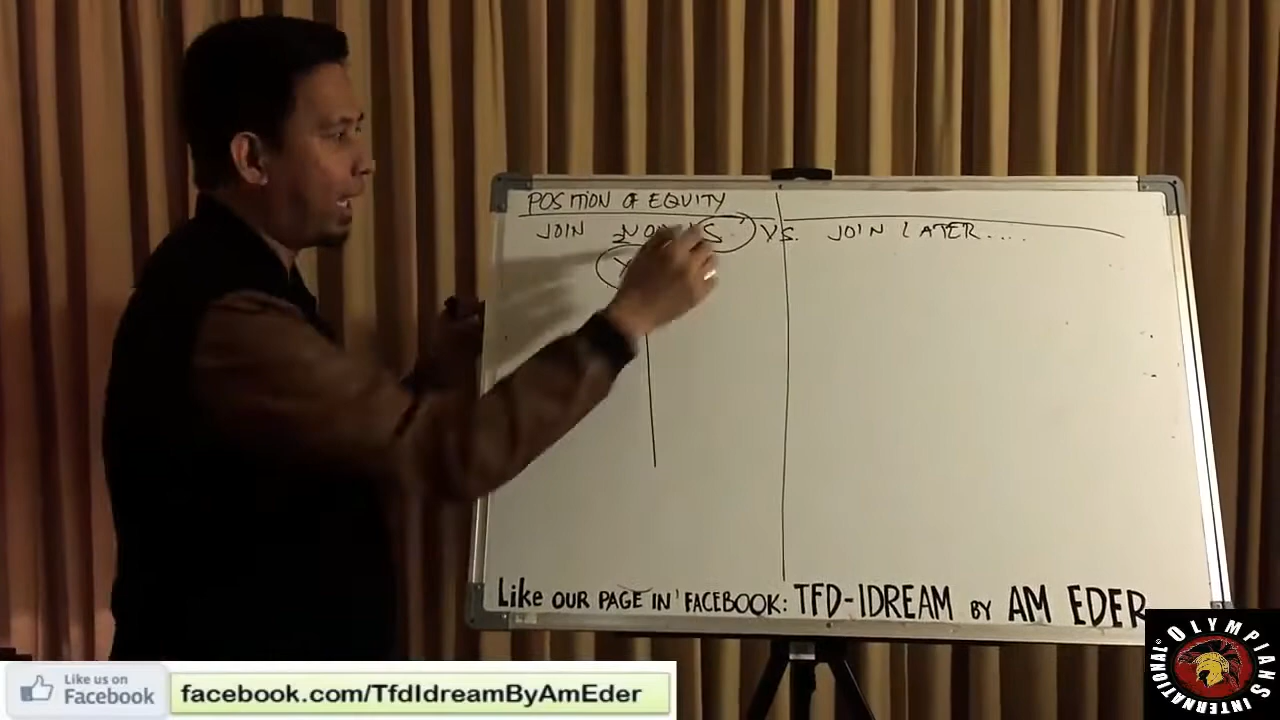 POSITION OF EQUITY
JOIN VS. JOIN LATER....
Like OUR PAGE IN FACEBOOK: TFD-IDREAM BY AM EDER
Like us on
Facebook
facebook.com/TfdIdreamByAmEder
OLYMPIANS INTERNATIONAL